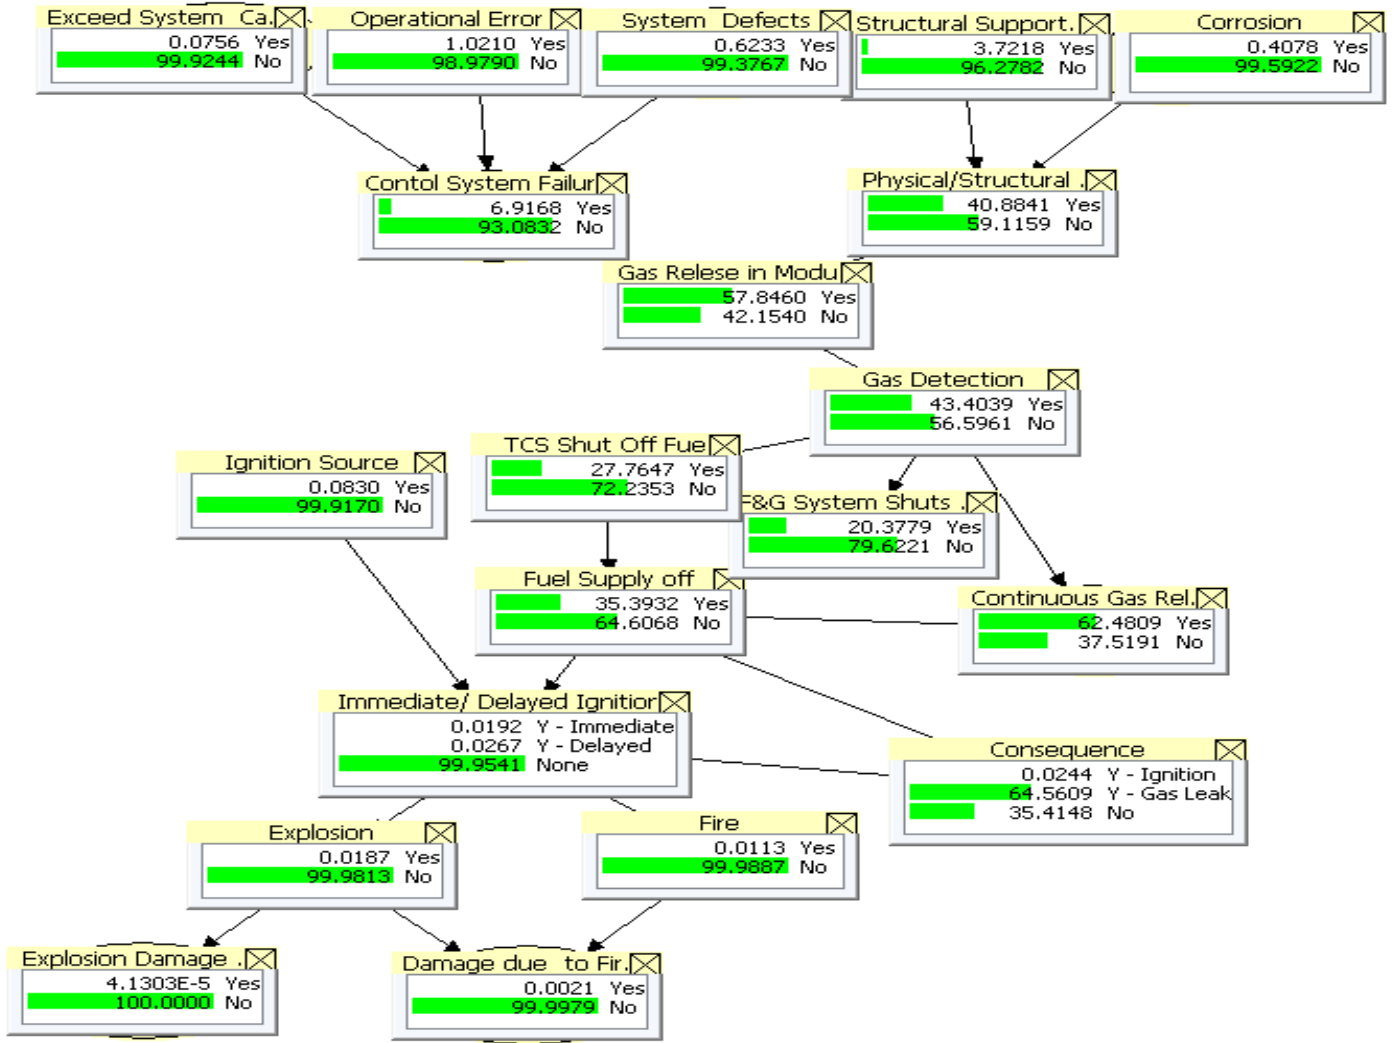 Exceed System Ca.
0.0756 Yes
99.9244 No
Operational Error
1.0210 Yes
98.9790 No
System Defects
0.6233 Yes
99.3767 No
Structural Support.
3.7218 Yes
96.2782 No
Corrosion
0.4078 Yes
99.5922 No
Contol System Failur
6.9168 Yes
93.0832 No
Physical/Structural .
40.8841 Yes
59.1159 No
Gas Relese in Modu
57.8460 Yes
42.1540 No
Gas Detection
43.4039 Yes
56.5961 No
TCS Shut Off Fue
27.7647 Yes
72.2353 No
Ignition Source
0.0830 Yes
99.9170 No
F&G System Shuts .
20.3779 Yes
79.6221 No
Fuel Supply off
35.3932 Yes
64.6068 No
Continuous Gas Rel.
62.4809 Yes
37.5191 No
Immediate/ Delayed Ignition
0.0192 Y - Immediate
0.0267 Y - Delayed
99.9541 None
Consequence
0.0244 Y - Ignition
64.5609 Y - Gas Leak
35.4148 No
Explosion
0.0187 Yes
99.9813 No
Fire
0.0113 Yes
99.9887 No
Explosion Damage .
4.1303E-5 Yes
100.0000 No
Damage due to Fir.
0.0021 Yes
99.9979 No